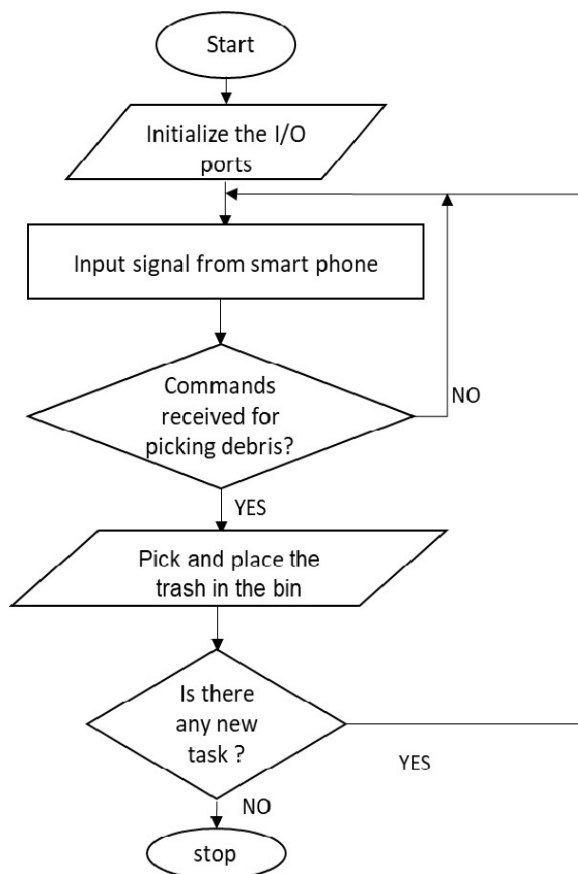 Start
Initialize the I/O
ports
Input signal from smart phone
Commands
received for
picking debris?
NO
YES
Pick and place the
trash in the bin
Is there
any new
task ?
YES
NO
stop